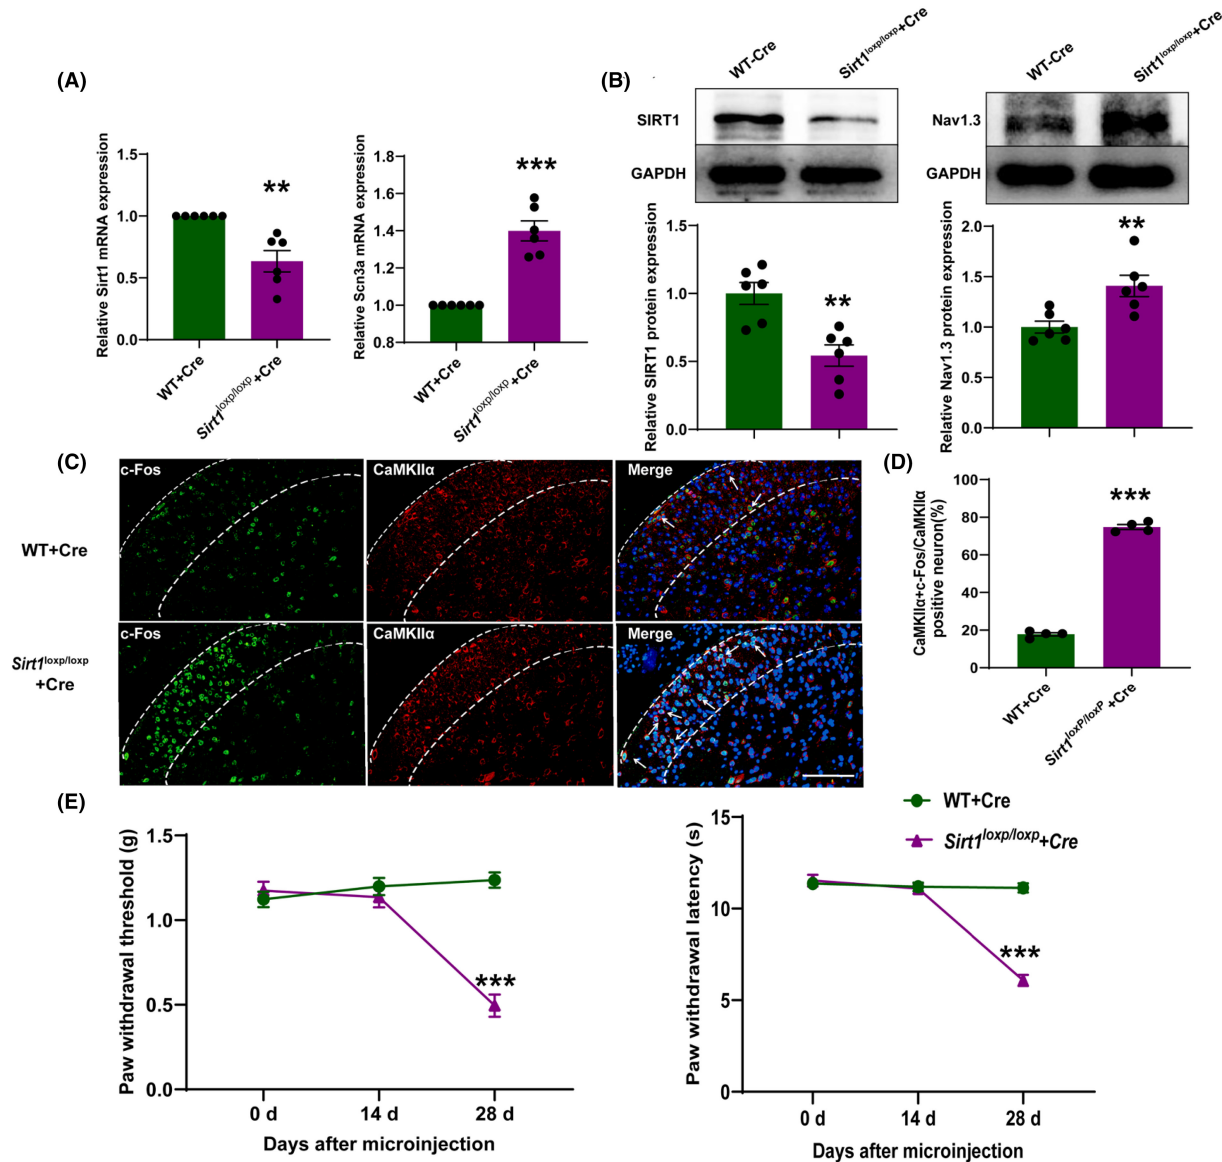 (A)
Relative Sirt1 mRNA expression
1.5
1.0
0.5
0.0
**
WT+Cre
Sirt1loxp/loxp+Cre
Relative Scn3a mRNA expression
1.8
1.6
1.4
1.2
1.0
0.8
***
WT+Cre
Sirt1loxp/loxp+Cre
(B)
WT-Cre
Sirt1loxp/loxp+Cre
SIRT1
GAPDH
WT-Cre
Sirt1loxp/loxp+Cre
Nav1.3
GAPDH
Relative SIRT1 protein expression
1.5
1.0
0.5
0.0
**
Relative Nav1.3 protein expression
2.0
1.5
1.0
0.5
0.0
**
(C)
c-Fos
CaMKIIα
Merge
WT+Cre
c-Fos
CaMKIIα
Merge
Sirt1loxp/loxp
+Cre
(D)
CaMKIIα+c-Fos/CaMKIIα
positive neuron(%)
100
80
60
40
20
0
***
WT+Cre
Sirt1loxP/loxP +Cre
(E)
Paw withdrawal threshold (g)
1.5
1.0
0.5
0.0
***
0 d
14 d
28 d
Days after microinjection
WT+Cre
Sirt1loxp/loxp+Cre
Paw withdrawal latency (s)
15
10
5
0
***
0 d
14 d
28 d
Days after microinjection